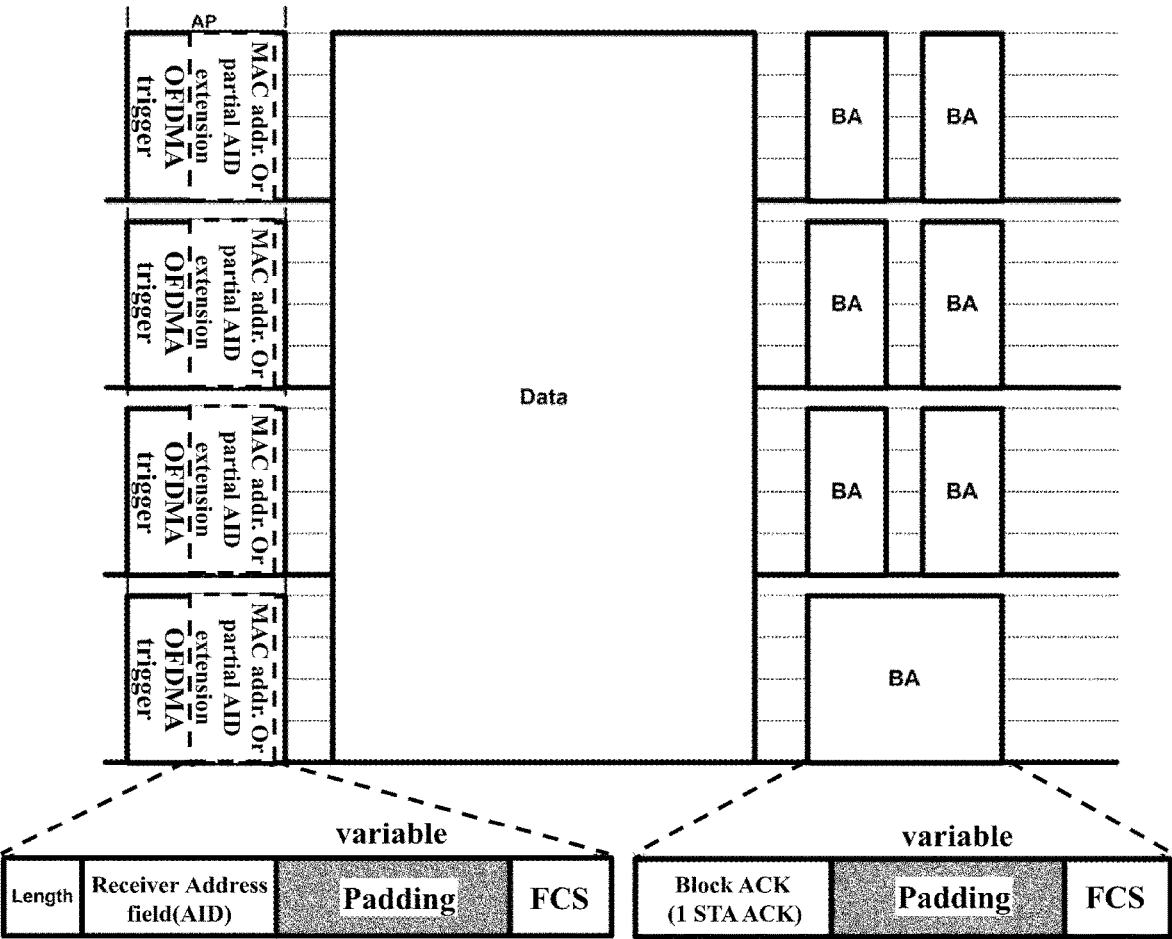 AP
OFDMA
trigger
MAC addr. Or
partial AID
extension
BA
BA
OFDMA
trigger
MAC addr. Or
partial AID
extension
BA
BA
Data
OFDMA
trigger
MAC addr. Or
partial AID
extension
BA
BA
OFDMA
trigger
MAC addr. Or
partial AID
extension
BA
variable
variable
Length
Receiver Address
field(AID)
Padding
FCS
Block ACK
(1 STA ACK)
Padding
FCS